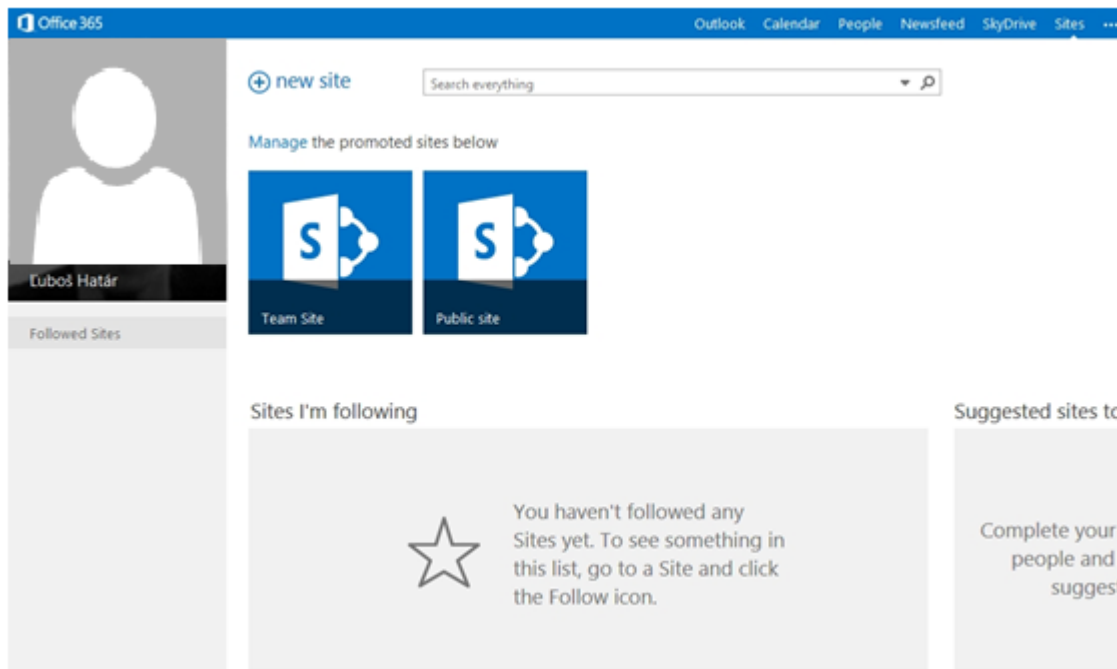 Office 365
Outlook Calendar People Newsfeed SkyDrive Sites ...
new site
Search everything
Manage the promoted sites below
S
S
Team Site
Public site
Ľuboš Határ
Followed Sites
Sites I'm following
You haven't followed any
Sites yet. To see something in
this list, go to a Site and click
the Follow icon.
Suggested sites to
Complete your
people and
sugges